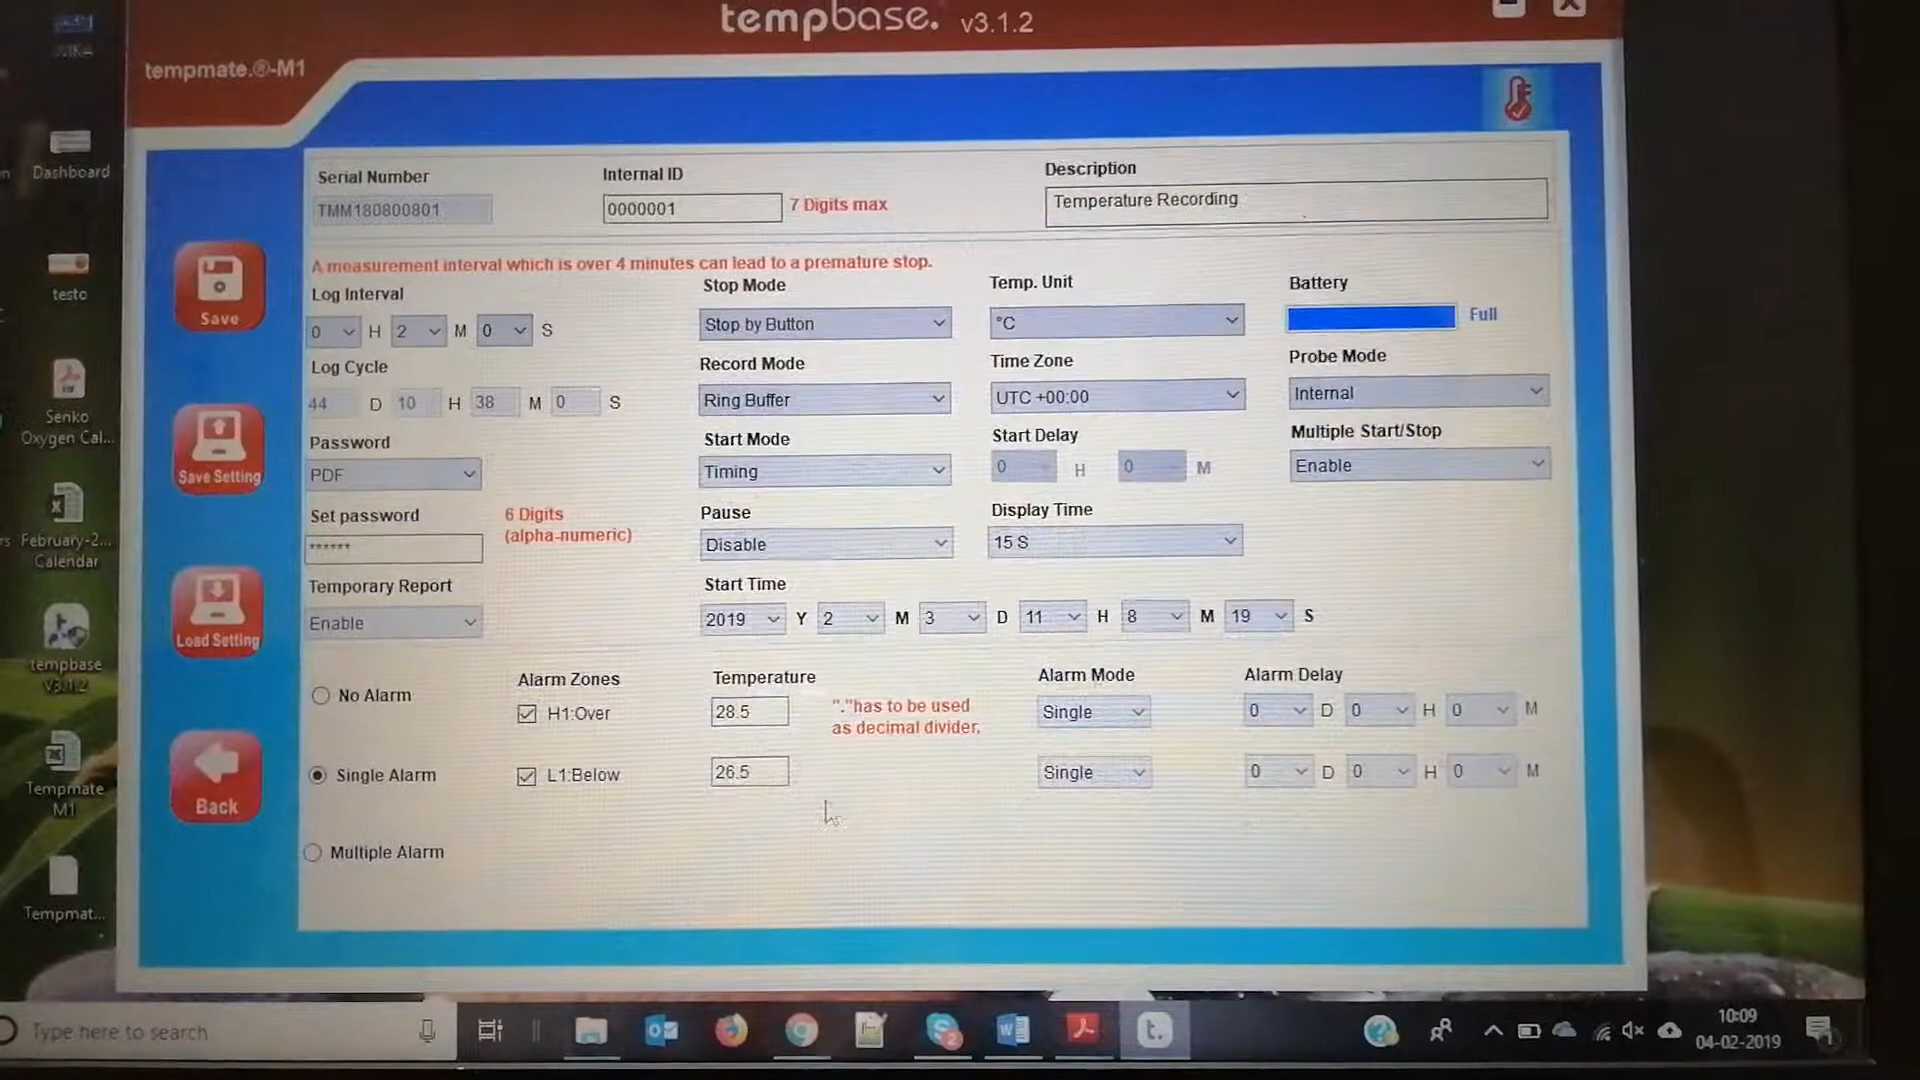 tempbase. v3.1.2
tempmate.®-M1
Serial Number
TMM180800801
Internal ID
0000001
7 Digits max
Description
Temperature Recording
A measurement interval which is over 4 minutes can lead to a premature stop.
Log Interval
0 H 2 M 0 S
Log Cycle
44 D 10 H 38 M 0 S
Password
PDF
Set password
******
6 Digits
(alpha-numeric)
Temporary Report
Enable
Stop Mode
Stop by Button
Record Mode
Ring Buffer
Start Mode
Timing
Pause
Disable
Start Time
2019 Y 2 M 3 D 11 H 8 M 19 S
Temp. Unit
°C
Time Zone
UTC +00:00
Start Delay
0 H 0 M
Display Time
15 S
Battery
Full
Probe Mode
Internal
Multiple Start/Stop
Enable
No Alarm
Single Alarm
Multiple Alarm
Alarm Zones
H1:Over
L1:Below
Temperature
28.5
26.5
"."has to be used
as decimal divider.
Alarm Mode
Single
Single
Alarm Delay
0 D 0 H 0 M
0 D 0 H 0 M
Save
Save Setting
Load Setting
Back
Dashboard
testo
Senko
Oxygen Cal...
February-2...
Calendar
tempbase
V3.1.2
Tempmate
M1
Tempmat...
Type here to search
2
10:09
04-02-2019